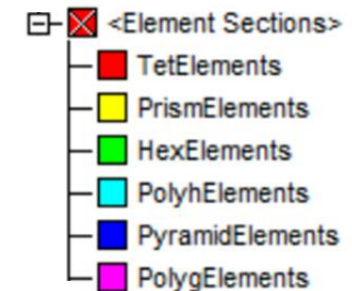 <Element Sections>
TetElements
PrismElements
HexElements
PolyhElements
PyramidElements
PolygElements